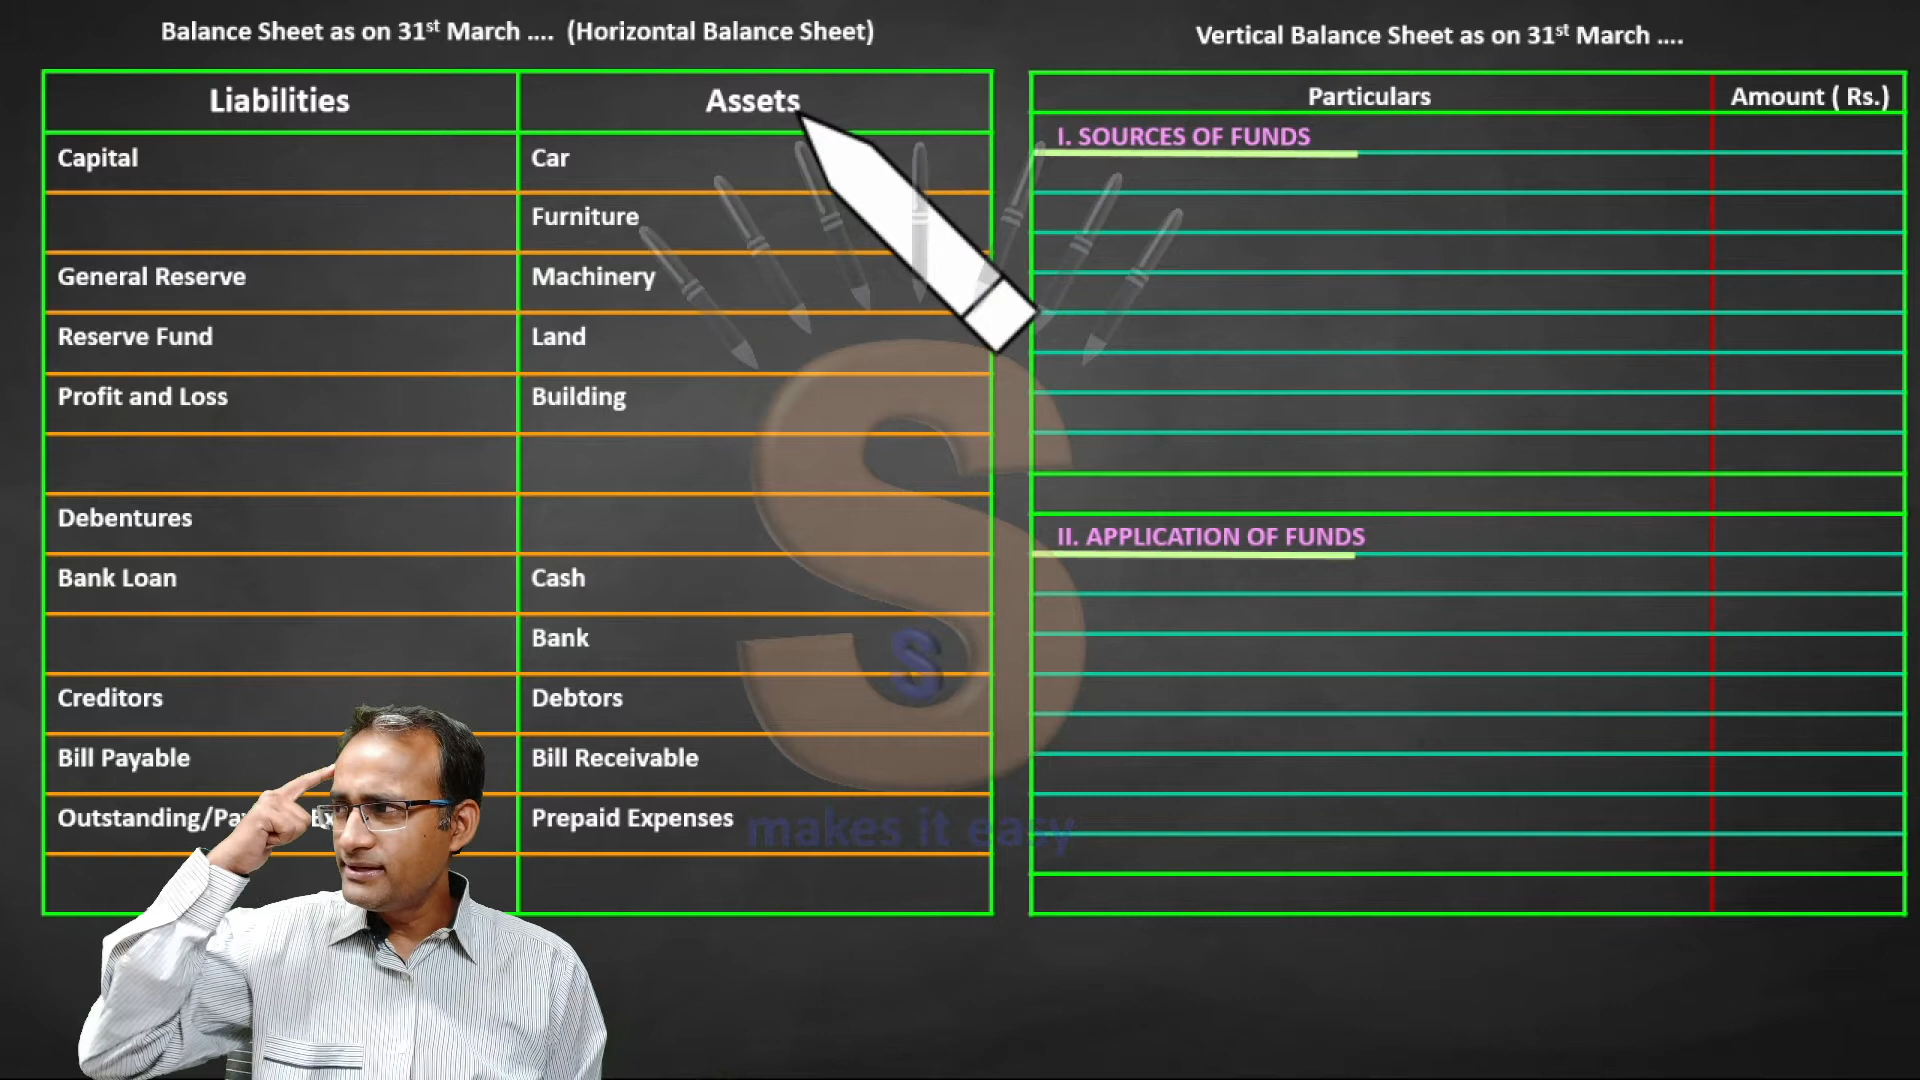 Balance Sheet as on 31st March .... (Horizontal Balance Sheet)
Liabilities
Assets
Capital
Car
Furniture
General Reserve
Machinery
Reserve Fund
Land
Profit and Loss
Building
Debentures
Bank Loan
Cash
Bank
Creditors
Debtors
Bill Payable
Bill Receivable
Outstanding/Pa Ex
Prepaid Expenses
Vertical Balance Sheet as on 31st March ....
Particulars
Amount ( Rs.)
I. SOURCES OF FUNDS
II. APPLICATION OF FUNDS
S
S
makes it easy